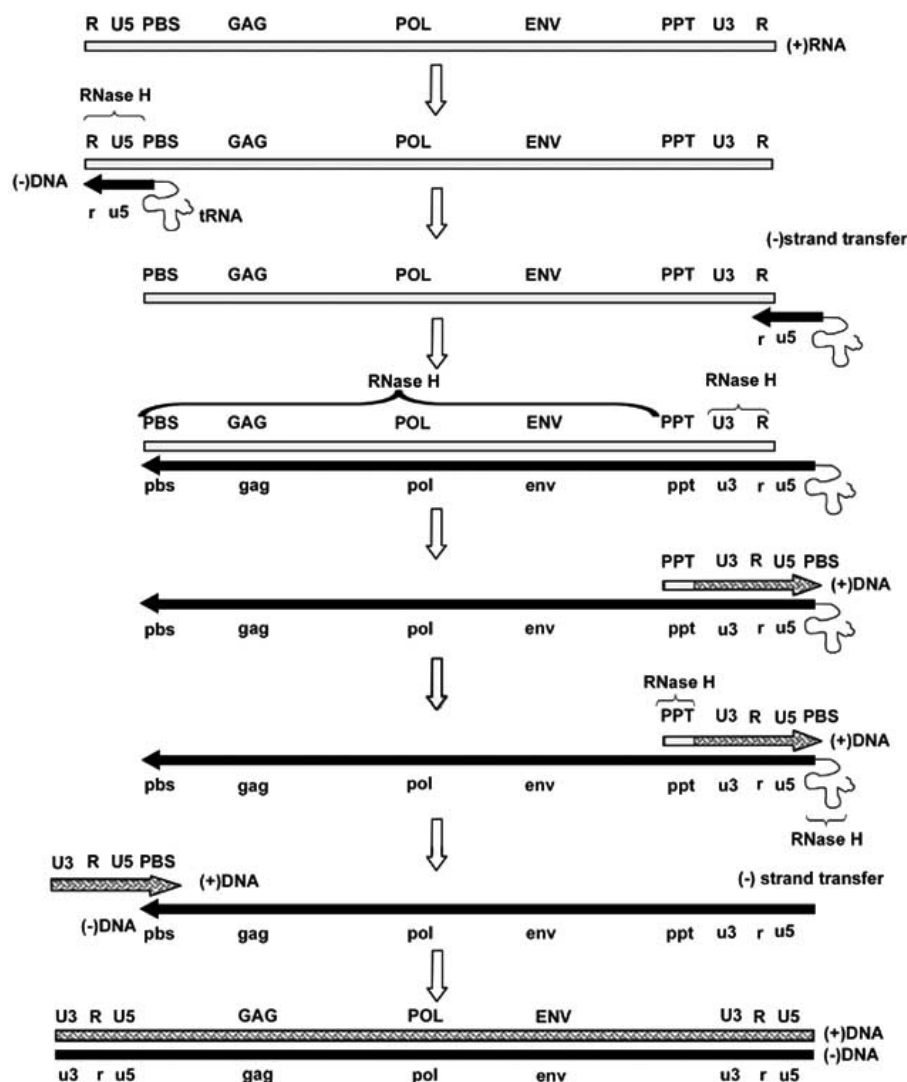 R U5 PBS GAG POL ENV PPT U3 R
(+)RNA
RNase H
R U5 PBS GAG POL ENV PPT U3 R
(-)DNA
r u5 tRNA
(-)strand transfer
PBS GAG POL ENV PPT U3 R
r u5
RNase H RNase H
PBS GAG POL ENV PPT U3 R
pbs gag pol env ppt u3 r u5
PPT U3 R U5 PBS
(+)DNA
pbs gag pol env ppt u3 r u5
RNase H
PPT U3 R U5 PBS
(+)DNA
pbs gag pol env ppt u3 r u5
RNase H
U3 R U5 PBS
(+)DNA (-) strand transfer
(-)DNA
pbs gag pol env ppt u3 r u5
U3 R U5 GAG POL ENV U3 R U5
(+)DNA
(-)DNA
u3 r u5 gag pol env u3 r u5